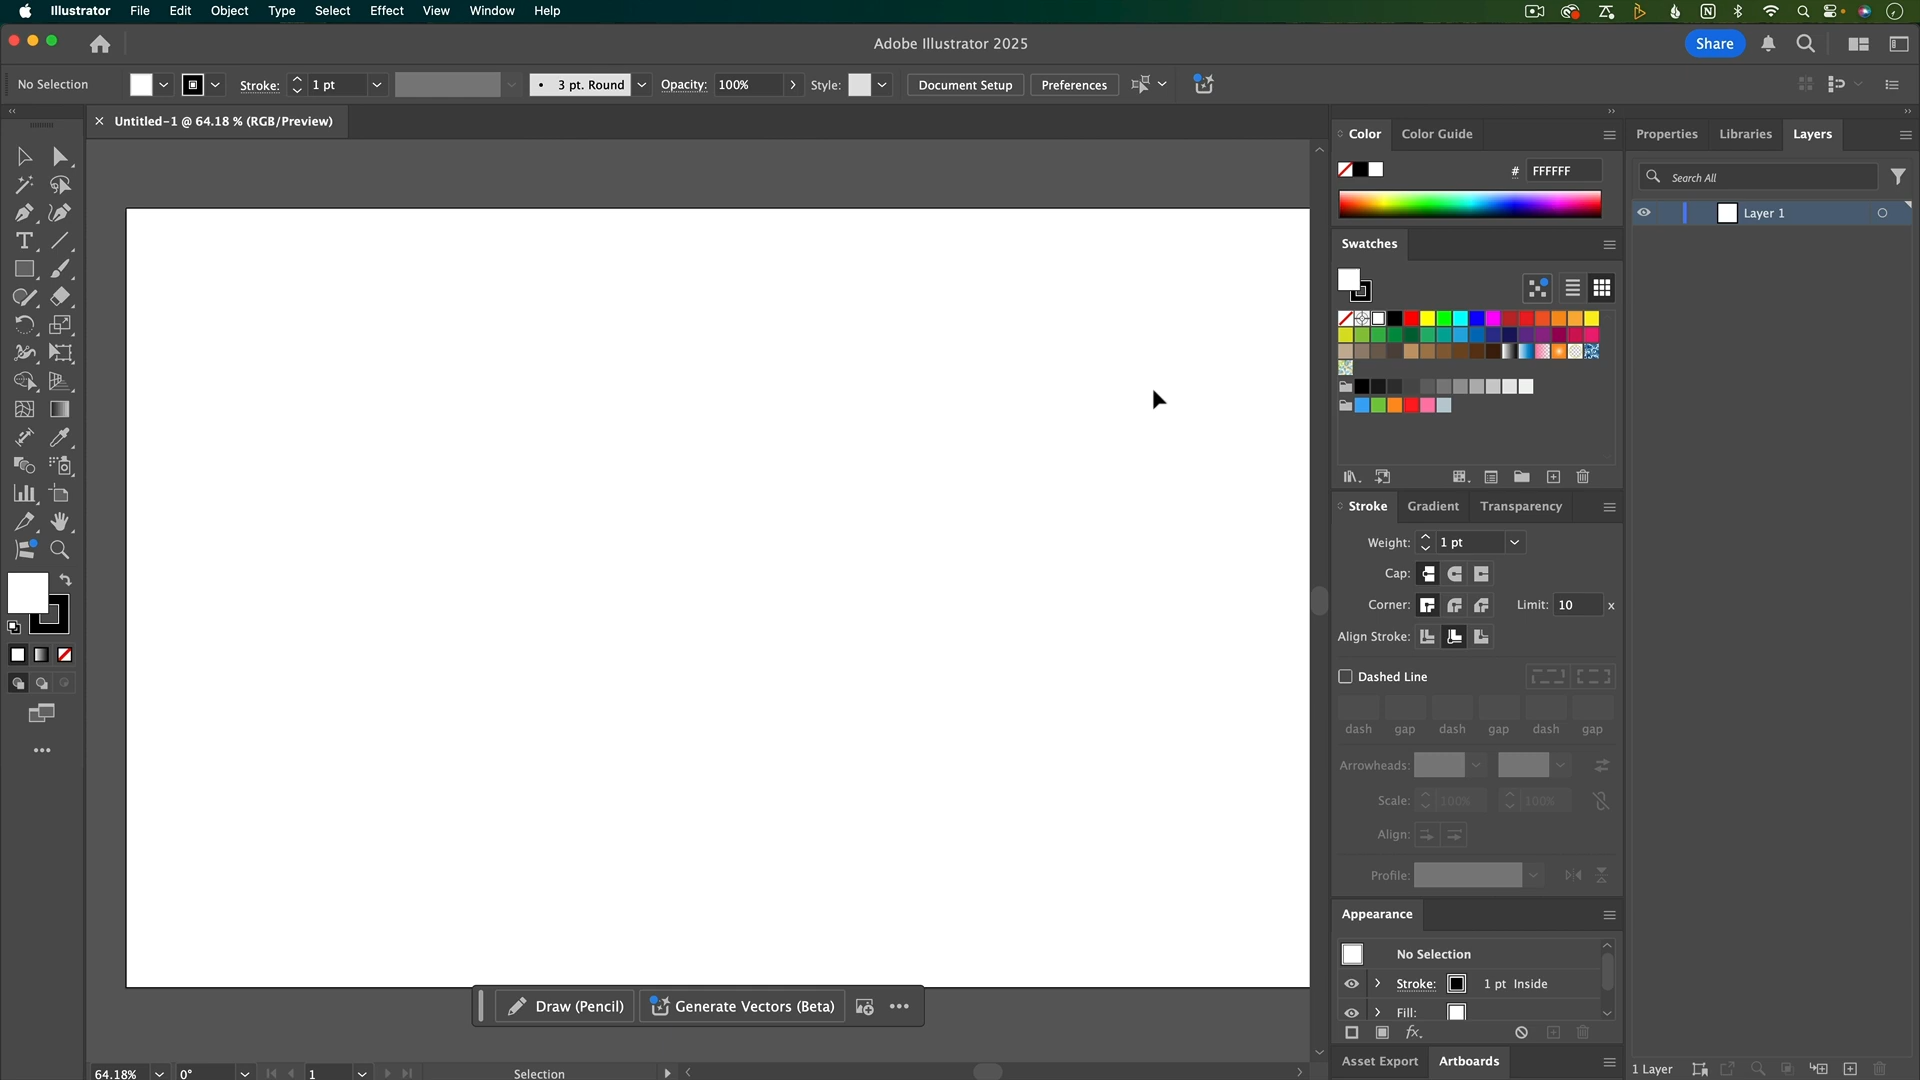 Illustrator File Edit Object Type Select Effect View Window Help
Adobe Illustrator 2025
Share
No Selection
Stroke: 1 pt
3 pt. Round
Opacity: 100%
Style:
Document Setup
Preferences
Untitled-1 @ 64.18 % (RGB/Preview)
Color Color Guide
# FFFFFF
Swatches
Stroke Gradient Transparency
Weight: 1 pt
Cap:
Corner: Limit: 10 x
Align Stroke:
Dashed Line
dash gap dash gap dash gap
Arrowheads:
Scale: 100% 100%
Align:
Profile:
Appearance
No Selection
Stroke: 1 pt Inside
Fill:
fx.
Asset Export Artboards
Properties Libraries Layers
Search All
Layer 1
1 Layer
Draw (Pencil) Generate Vectors (Beta)
64.18% 0° 1 Selection